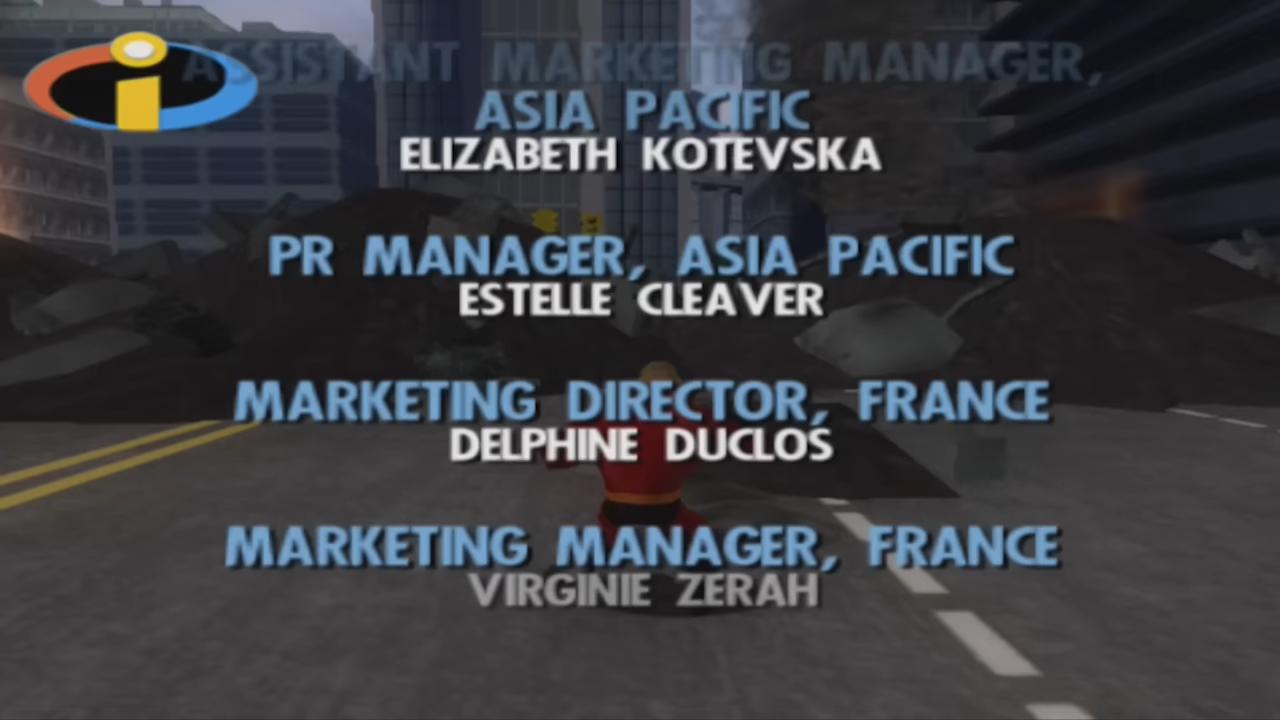 ASSISTANT MARKETING MANAGER,
ASIA PACIFIC
ELIZABETH KOTEVSKA
PR MANAGER, ASIA PACIFIC
ESTELLE CLEAVER
MARKETING DIRECTOR, FRANCE
DELPHINE DUCLOS
MARKETING MANAGER, FRANCE
VIRGINIE ZERAH